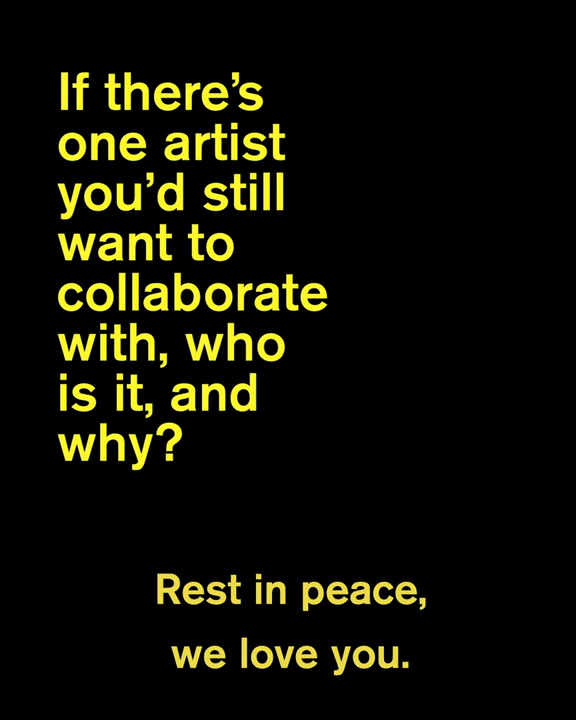 If there’s
one artist
you’d still
want to
collaborate
with, who
is it, and
why?
Rest in peace,
we love you.